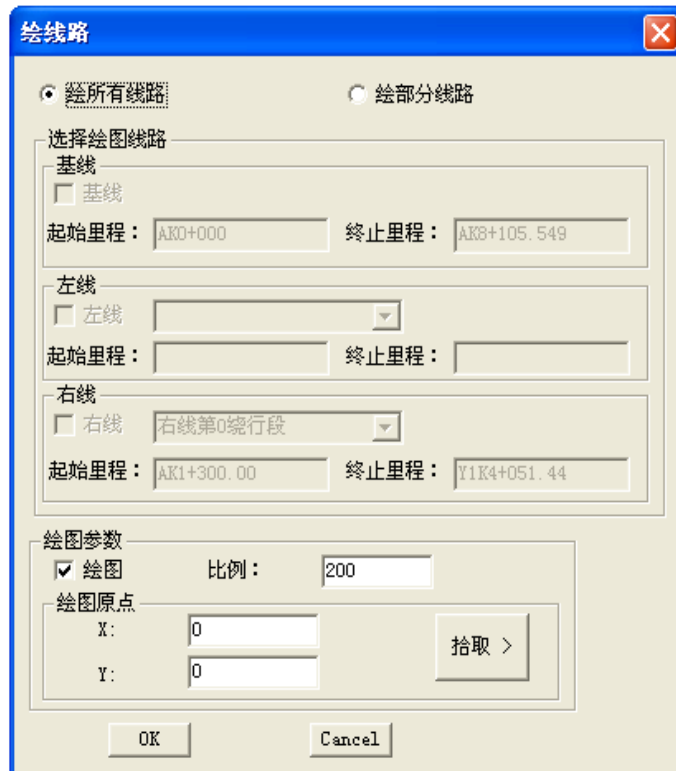 绘线路
绘所有线路 绘部分线路
选择绘图线路
基线
基线
起始里程: AK0+000 终止里程: AK8+105.549
左线
左线
起始里程: 终止里程:
右线
右线 右线第0绕行段
起始里程: AK1+300.00 终止里程: Y1K4+051.44
绘图参数
绘图 比例: 200
绘图原点
X: 0
拾取 >
Y: 0
OK Cancel